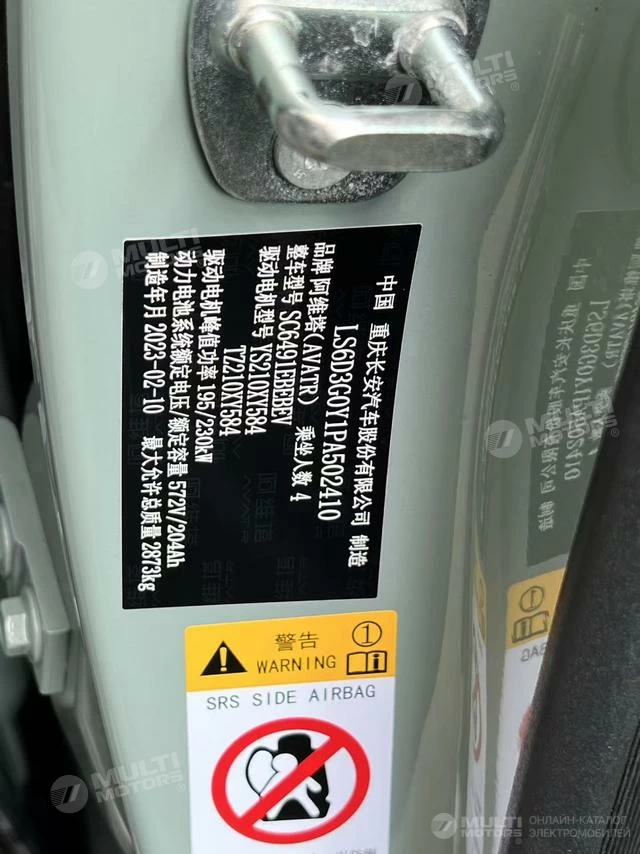 中国 重庆长安汽车股份有限公司 制造
LS6D3G0Y1PA502410
品牌 阿维塔(AVATR) 乘坐人数 4
整车型号 SC6491EBBEBEV
驱动电机型号 YS210XY584
TZ210XY584
驱动电机峰值功率 195/230kW
动力电池系统额定电压/额定容量 572V/204Ah
制造年月 2023-02-10 最大允许总质量 2873kg
警告
WARNING
SRS SIDE AIRBAG
MULTI
MOTORS
ОНЛАЙН-КАТАЛОГ
ЭЛЕКТРОМОБИЛЕЙ